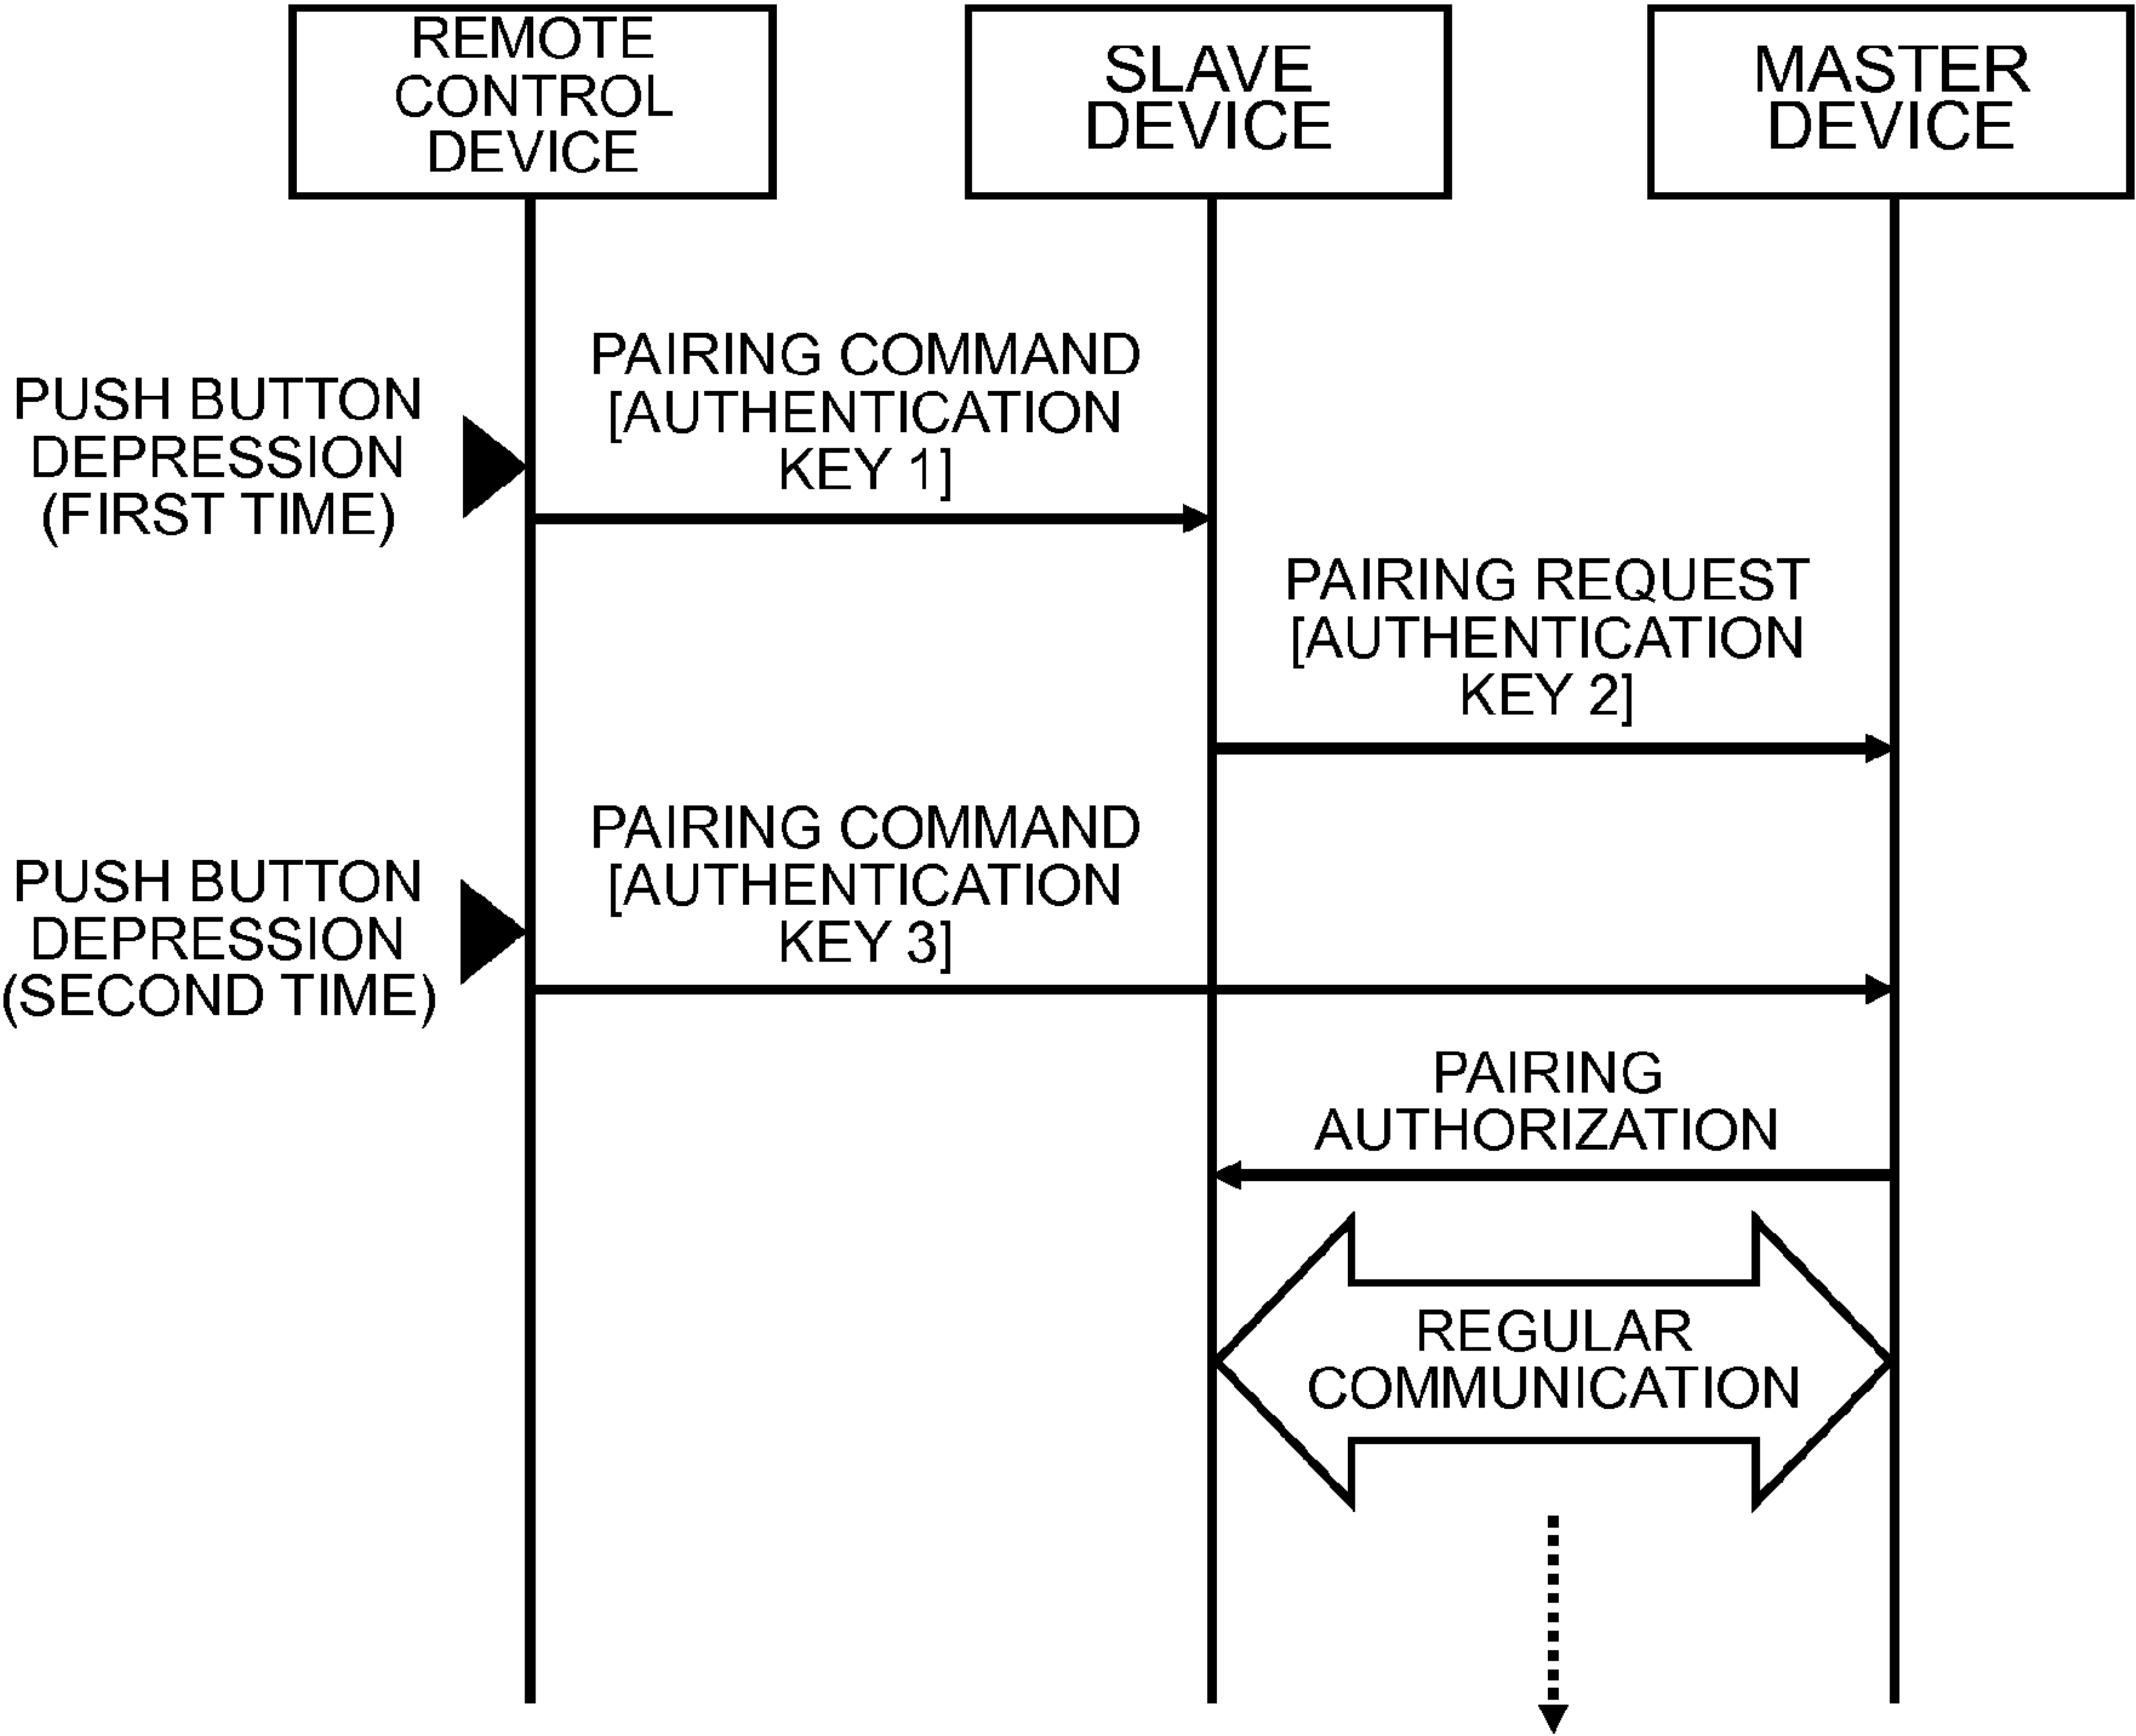 REMOTE
CONTROL
DEVICE
SLAVE
DEVICE
MASTER
DEVICE
PUSH BUTTON
DEPRESSION
(FIRST TIME)
PAIRING COMMAND
[AUTHENTICATION
KEY 1]
PAIRING REQUEST
[AUTHENTICATION
KEY 2]
PUSH BUTTON
DEPRESSION
(SECOND TIME)
PAIRING COMMAND
[AUTHENTICATION
KEY 3]
PAIRING
AUTHORIZATION
REGULAR
COMMUNICATION